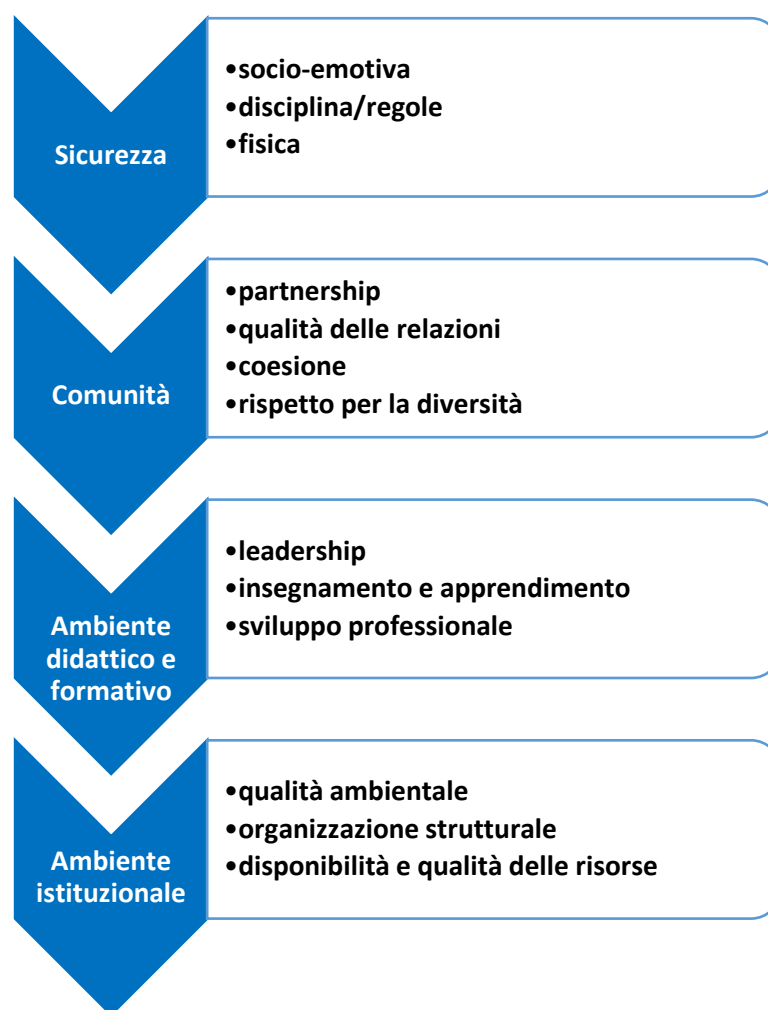 Sicurezza
•socio-emotiva
•disciplina/regole
•fisica
Comunità
•partnership
•qualità delle relazioni
•coesione
•rispetto per la diversità
Ambiente
didattico e
formativo
•leadership
•insegnamento e apprendimento
•sviluppo professionale
Ambiente
istituzionale
•qualità ambientale
•organizzazione strutturale
•disponibilità e qualità delle risorse